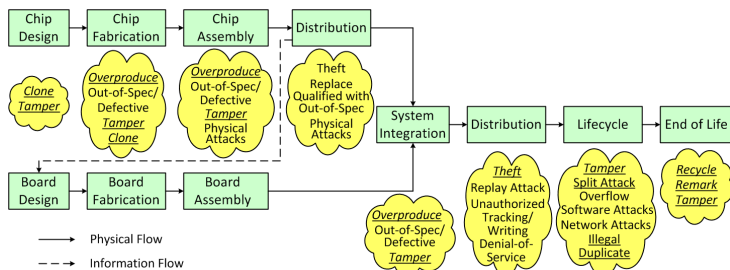 Chip
Design
Chip
Fabrication
Chip
Assembly
Distribution
Clone
Tamper
Overproduce
Out-of-Spec/
Defective
Tamper
Clone
Overproduce
Out-of-Spec/
Defective
Tamper
Physical
Attacks
Theft
Replace
Qualified with
Out-of-Spec
Physical
Attacks
System
Integration
Distribution
Lifecycle
End of Life
Board
Design
Board
Fabrication
Board
Assembly
Overproduce
Out-of-Spec/
Defective
Tamper
Theft
Replay Attack
Unauthorized
Tracking/
Writing
Denial-of-
Service
Tamper
Split Attack
Overflow
Software Attacks
Network Attacks
Illegal
Duplicate
Recycle
Remark
Tamper
Physical Flow
Information Flow